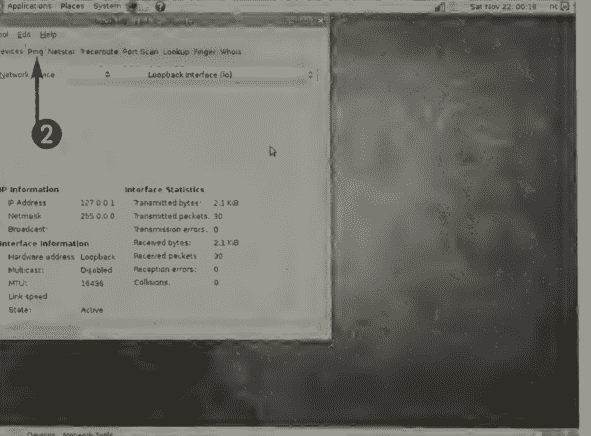 Applications Places System Sat Nov 22, 00:18
Edit Help
Ping Netstat Traceroute Port Scan Lookup Finger Whois
Network Loopback Interface (lo)
2
IP Information Interface Statistics
IP Address 127.0.0.1 Transmitted bytes: 2.1 KiB
Netmask 255.0.0.0 Transmitted packets: 30
Broadcast: Transmission errors: 0
Interface Information Received bytes: 2.1 KiB
Hardware address Loopback Received packets 30
Multicast: Disabled Reception errors: 0
MTU: 16436 Collisions: 0
Link speed
State: Active
Devices - Network Tools